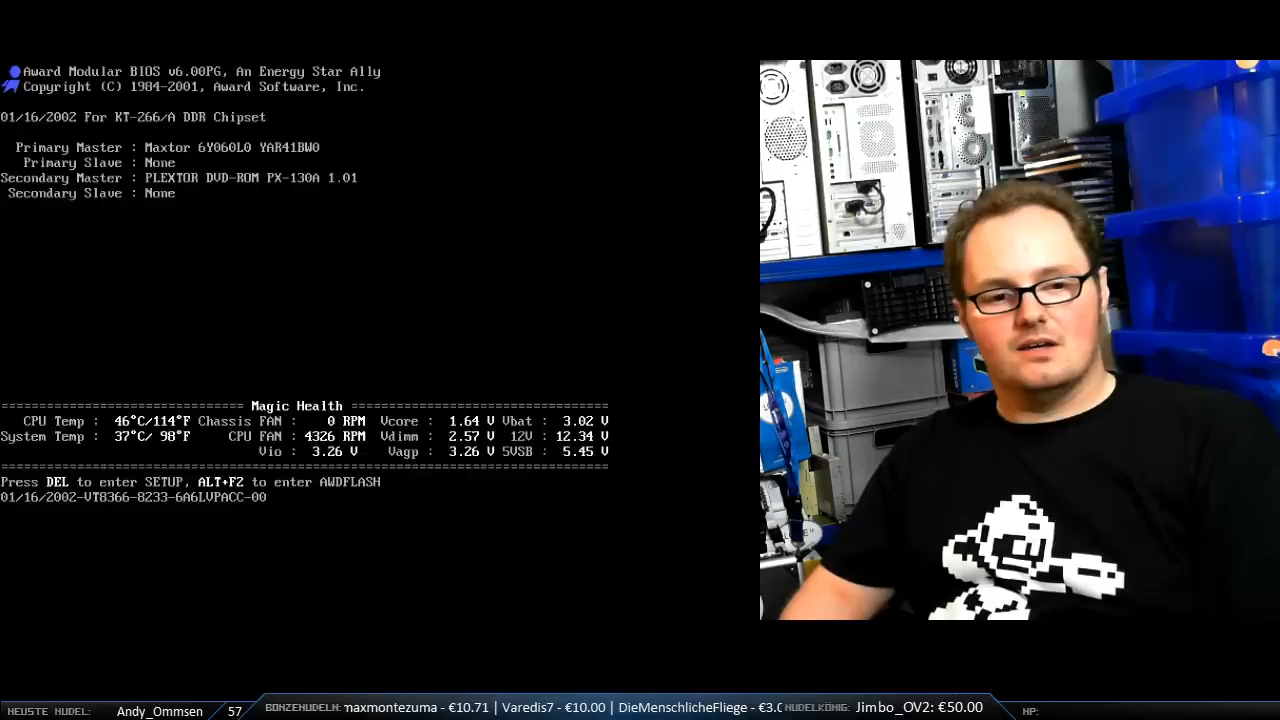 Award Modular BIOS v6.00PG, An Energy Star Ally
Copyright (C) 1984-2001, Award Software, Inc.
01/16/2002 For KT-266/A DDR Chipset
Primary Master : Maxtor 6Y060L0 YAR41BW0
Primary Slave : None
Secondary Master : PLEXTOR DVD-ROM PX-130A 1.01
Secondary Slave : None
============================== Magic Health ==================================
CPU Temp : 46°C/114°F Chassis FAN : 0 RPM Vcore : 1.64 V Vbat : 3.02 V
System Temp : 37°C/ 98°F CPU FAN : 4326 RPM Vdimm : 2.57 V 12V : 12.34 V
Vio : 3.26 V Vagp : 3.26 V 5VSB : 5.45 V
================================================================================
Press DEL to enter SETUP, ALT+F2 to enter AWDFLASH
01/16/2002-VT8366-8233-6A6LVPACC-00
NEUSTE NUDEL: Andy_Ommsen 57 BONZENNUDELN: maxmontezuma - €10.71 | Varedis7 - €10.00 | DieMenschlicheFliege - €3.0 NUDELKÖNIG: Jimbo_OV2: €50.00 HP: